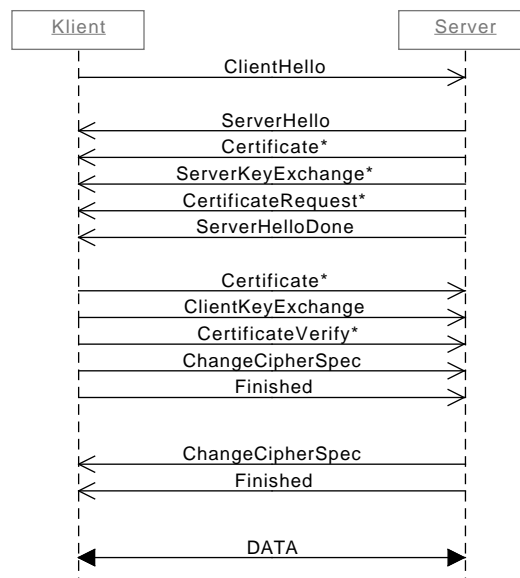 Klient
Server
ClientHello
ServerHello
Certificate*
ServerKeyExchange*
CertificateRequest*
ServerHelloDone
Certificate*
ClientKeyExchange
CertificateVerify*
ChangeCipherSpec
Finished
ChangeCipherSpec
Finished
DATA